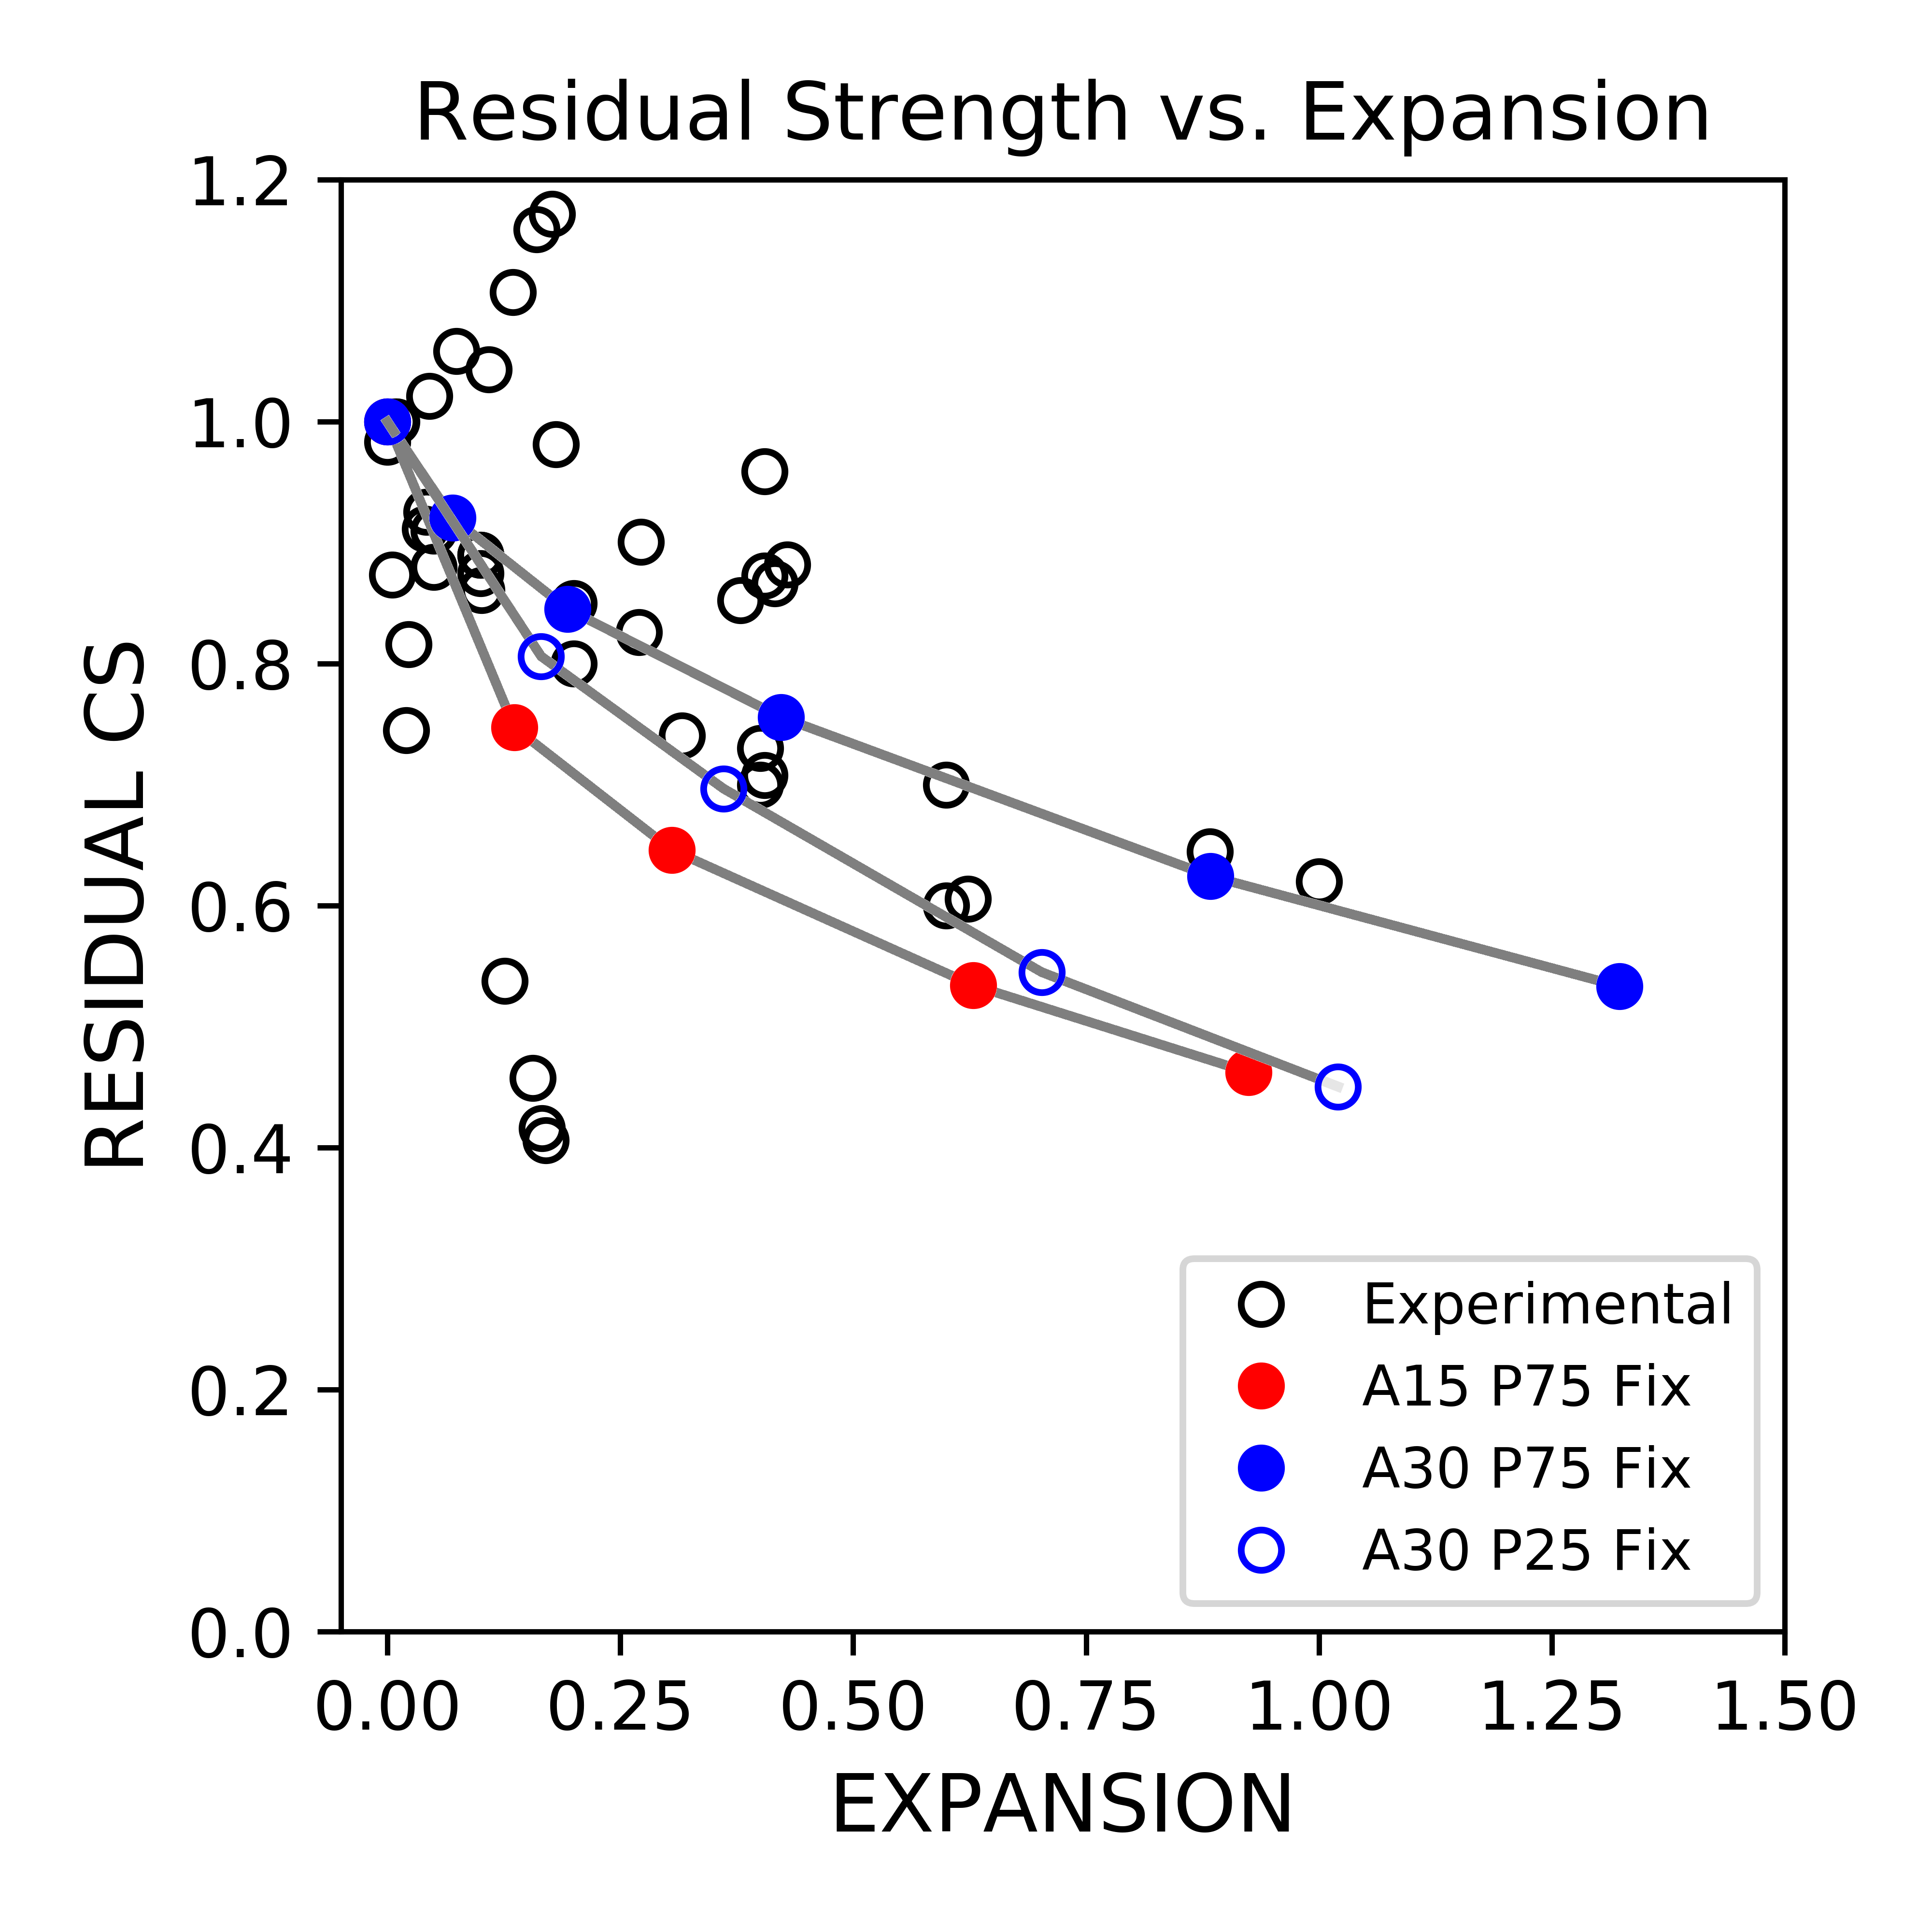 Residual Strength vs. Expansion
1.2
1.0
0.8
0.6
0.4
0.2
0.0
RESIDUAL CS
0.00 0.25 0.50 0.75 1.00 1.25 1.50
EXPANSION
Experimental
A15 P75 Fix
A30 P75 Fix
A30 P25 Fix